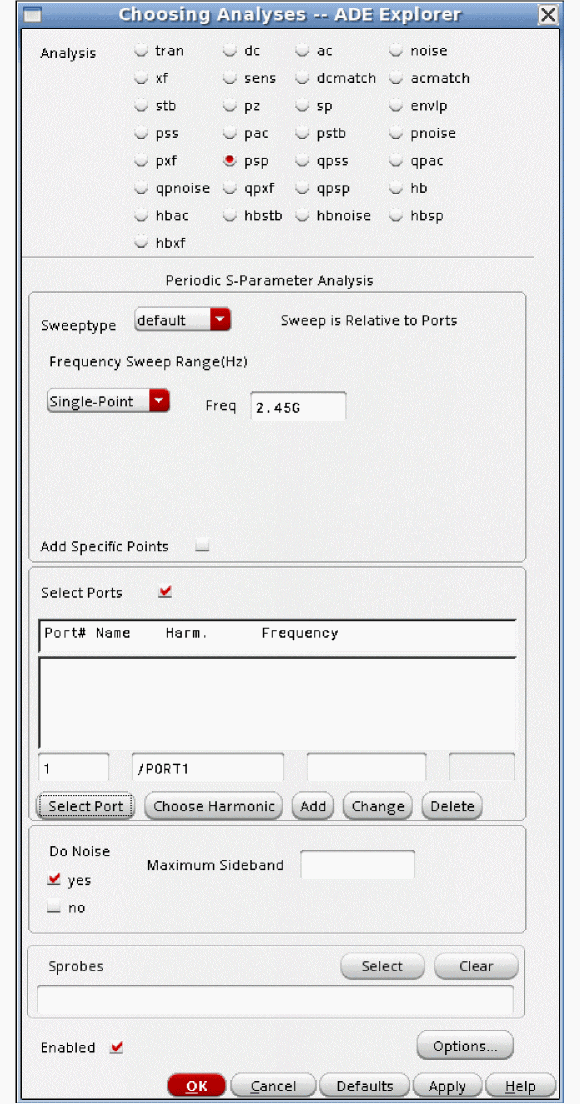 Choosing Analyses -- ADE Explorer
Analysis
tran dc ac noise
xf sens dcmatch acmatch
stb pz sp envlp
pss pac pstb pnoise
pxf psp qpss qpac
qpnoise qpxf qpsp hb
hbac hbstb hbnoise hbsp
hbxf
Periodic S-Parameter Analysis
Sweeptype default Sweep is Relative to Ports
Frequency Sweep Range(Hz)
Single-Point Freq 2.45G
Add Specific Points
Select Ports
Port# Name Harm. Frequency
1 /PORT1
Select Port Choose Harmonic Add Change Delete
Do Noise
Maximum Sideband
yes
no
Sprobes Select Clear
Enabled Options...
OK Cancel Defaults Apply Help